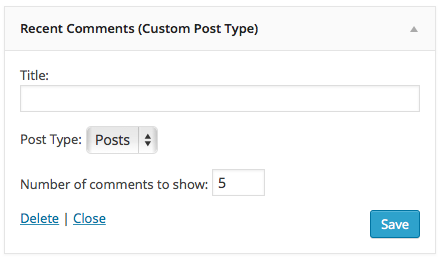 Recent Comments (Custom Post Type)
Title:
Post Type: Posts
Number of comments to show: 5
Delete | Close Save